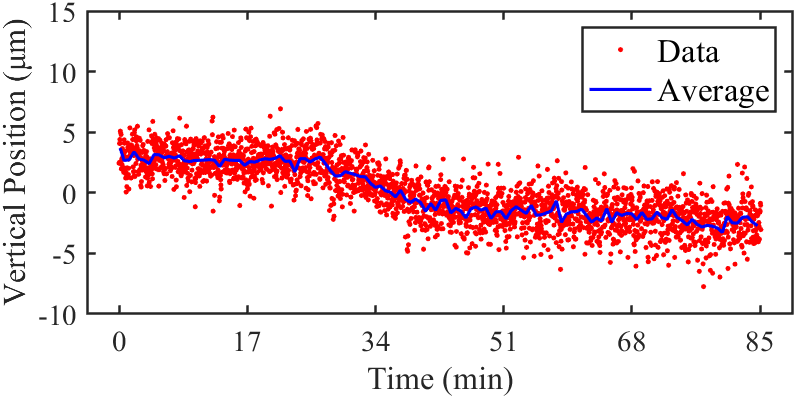 15
10
5
0
-5
-10
Vertical Position (μm)
Data
Average
0 17 34 51 68 85
Time (min)